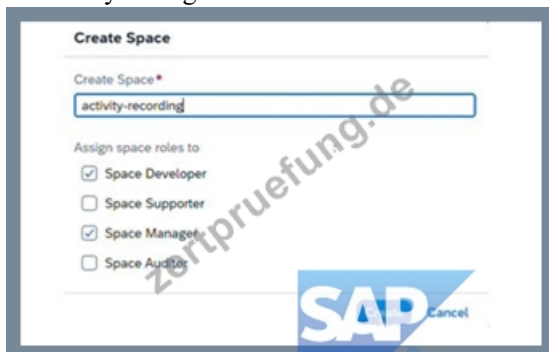 Create Space
Create Space*
activity-recording
Assign space roles to
Space Developer
Space Supporter
Space Manager
Space Auditor
zertpruefung.de
SAP
Cancel